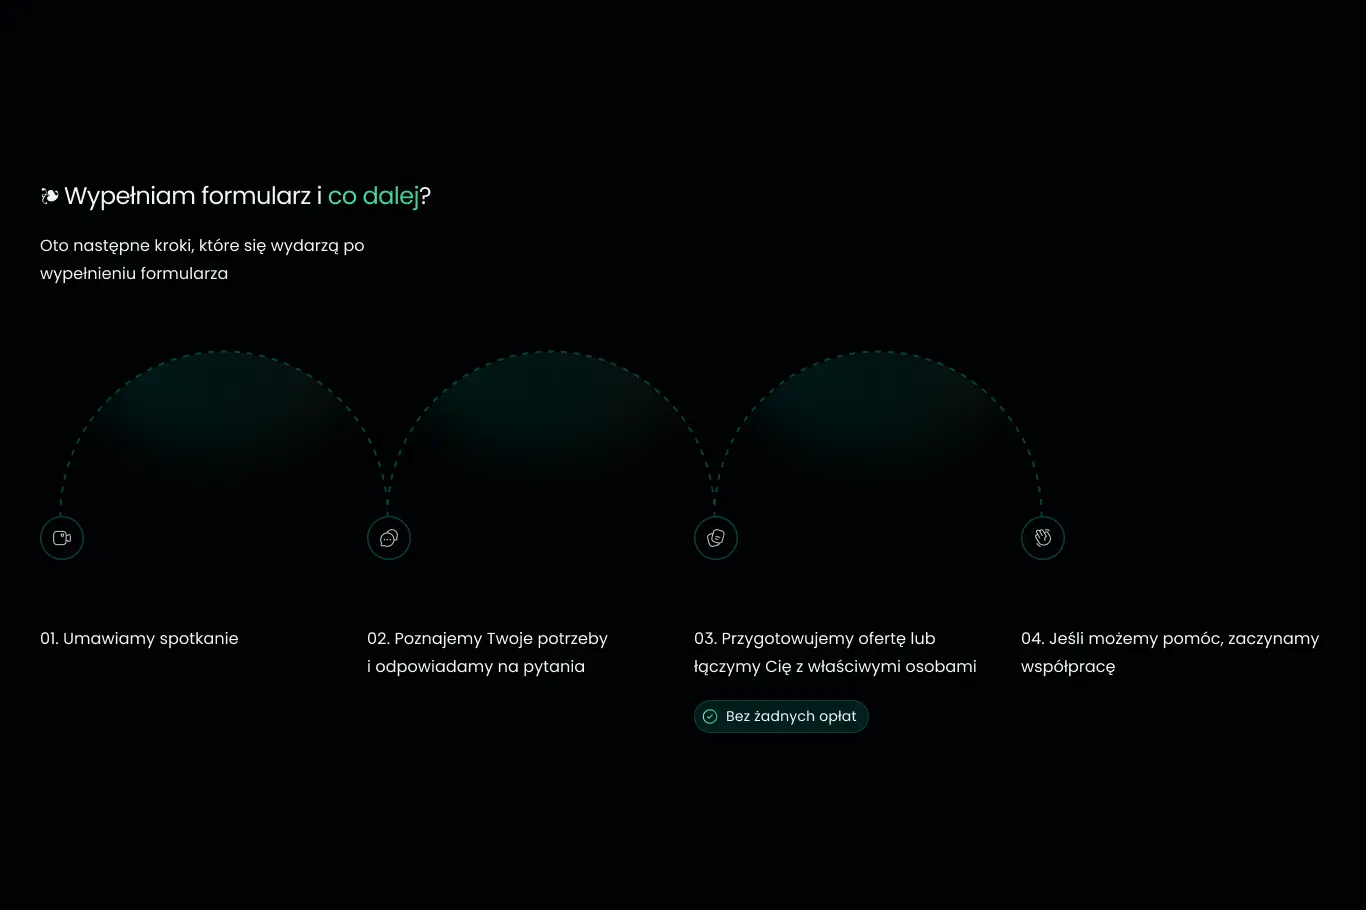 ❧ Wypełniam formularz i co dalej?
Oto następne kroki, które się wydarzą po
wypełnieniu formularza
01. Umawiamy spotkanie
02. Poznajemy Twoje potrzeby
i odpowiadamy na pytania
03. Przygotowujemy ofertę lub
łączymy Cię z właściwymi osobami
Bez żadnych opłat
04. Jeśli możemy pomóc, zaczynamy
współpracę